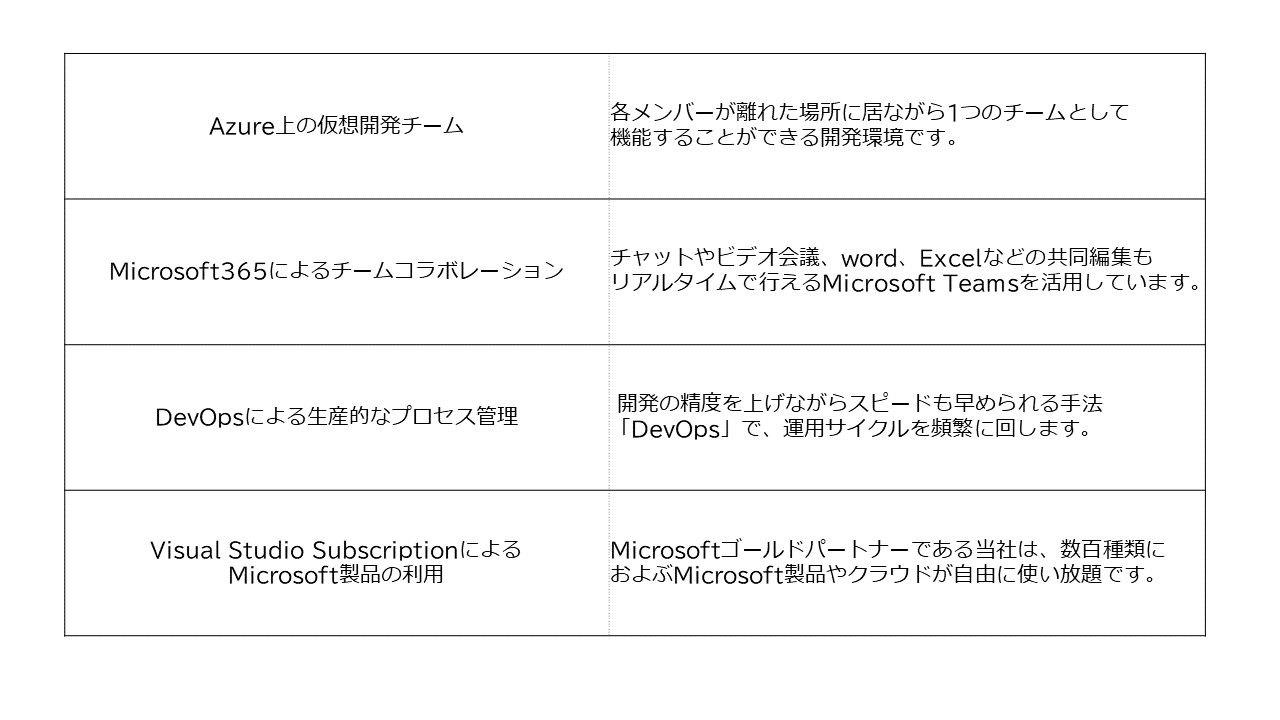 Azure上の仮想開発チーム
各メンバーが離れた場所に居ながら1つのチームとして
機能することができる開発環境です。
Microsoft365によるチームコラボレーション
チャットやビデオ会議、word、Excelなどの共同編集も
リアルタイムで行えるMicrosoft Teamsを活用しています。
DevOpsによる生産的なプロセス管理
開発の精度を上げながらスピードも早められる手法
「DevOps」で、運用サイクルを頻繁に回します。
Visual Studio Subscriptionによる
Microsoft製品の利用
Microsoftゴールドパートナーである当社は、数百種類に
およぶMicrosoft製品やクラウドが自由に使い放題です。